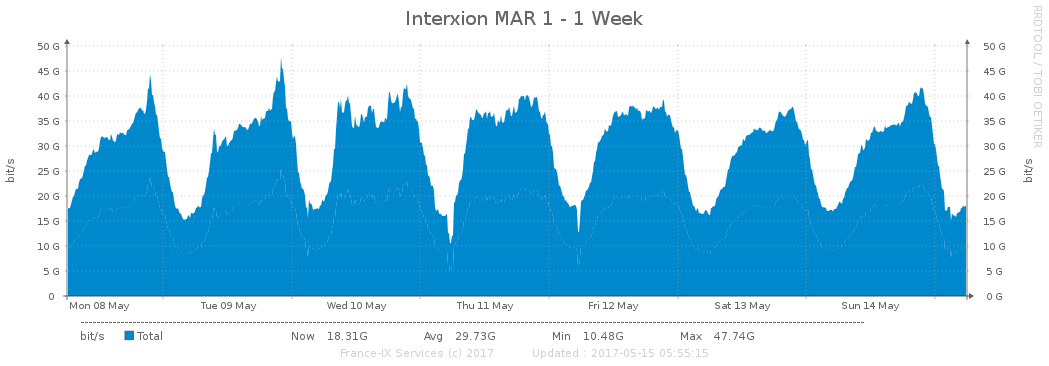 Interxion MAR 1 - 1 Week
RRDTOOL / TOBI OETIKER
50 G 50 G
45 G 45 G
40 G 40 G
35 G 35 G
30 G 30 G
25 G 25 G
20 G 20 G
15 G 15 G
10 G 10 G
5 G 5 G
0 0 G
bit/s bit/s
Mon 08 May Tue 09 May Wed 10 May Thu 11 May Fri 12 May Sat 13 May Sun 14 May
bit/s Total Now 18.31G Avg 29.73G Min 10.48G Max 47.74G
France-IX Services (c) 2017 Updated : 2017-05-15 05:55:15